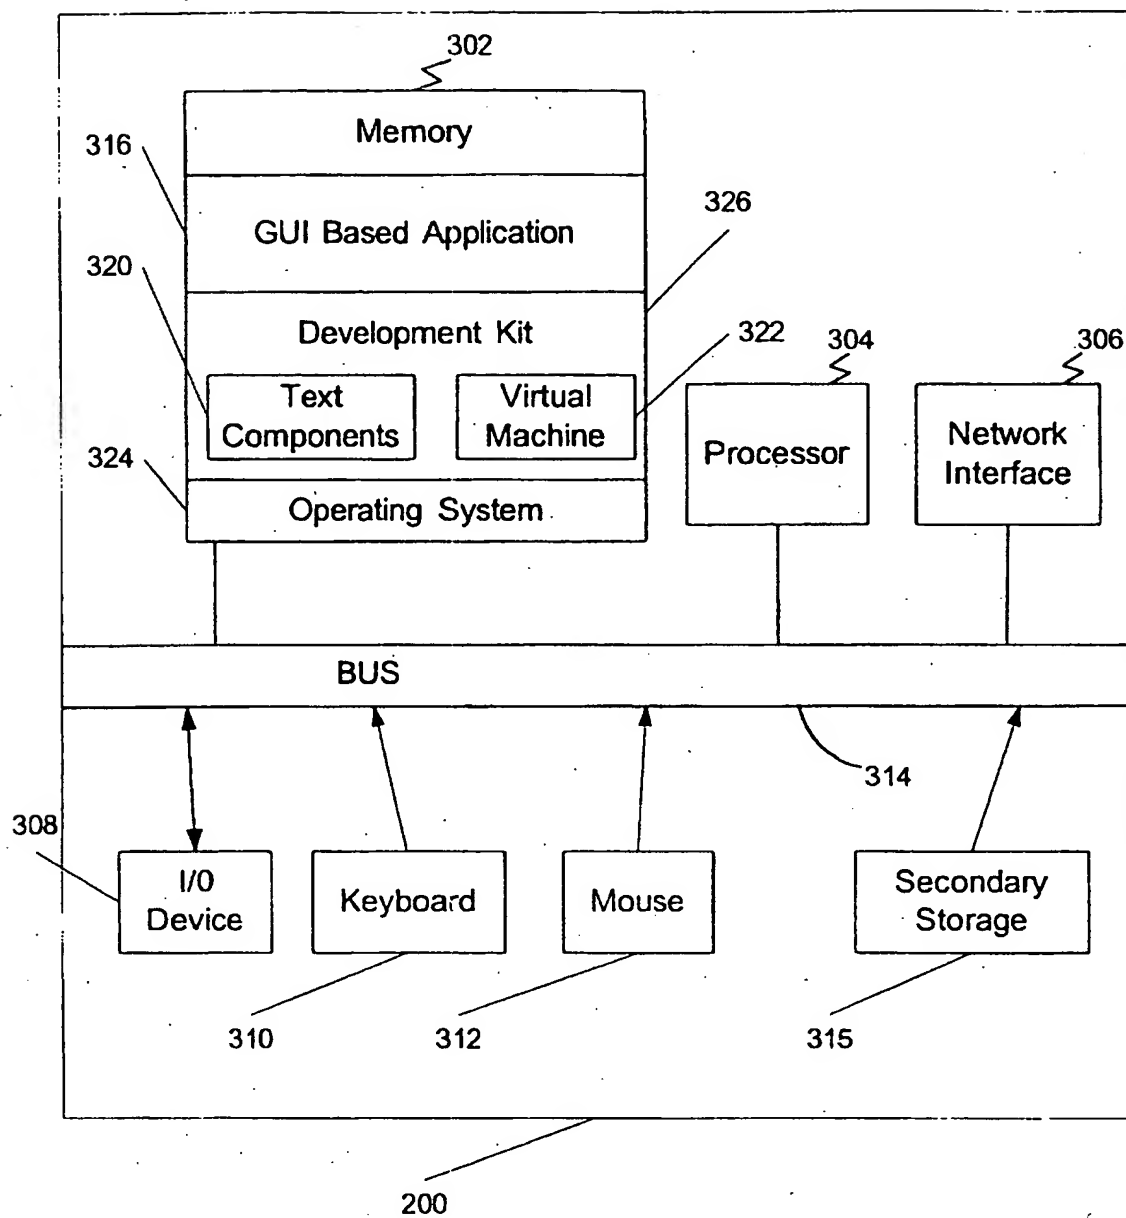 302
Memory
316
GUI Based Application
326
320
Development Kit
322
304
306
Text
Components
Virtual
Machine
Processor
Network
Interface
324
Operating System
BUS
314
308
I/0
Device
Keyboard
Mouse
Secondary
Storage
310
312
315
200